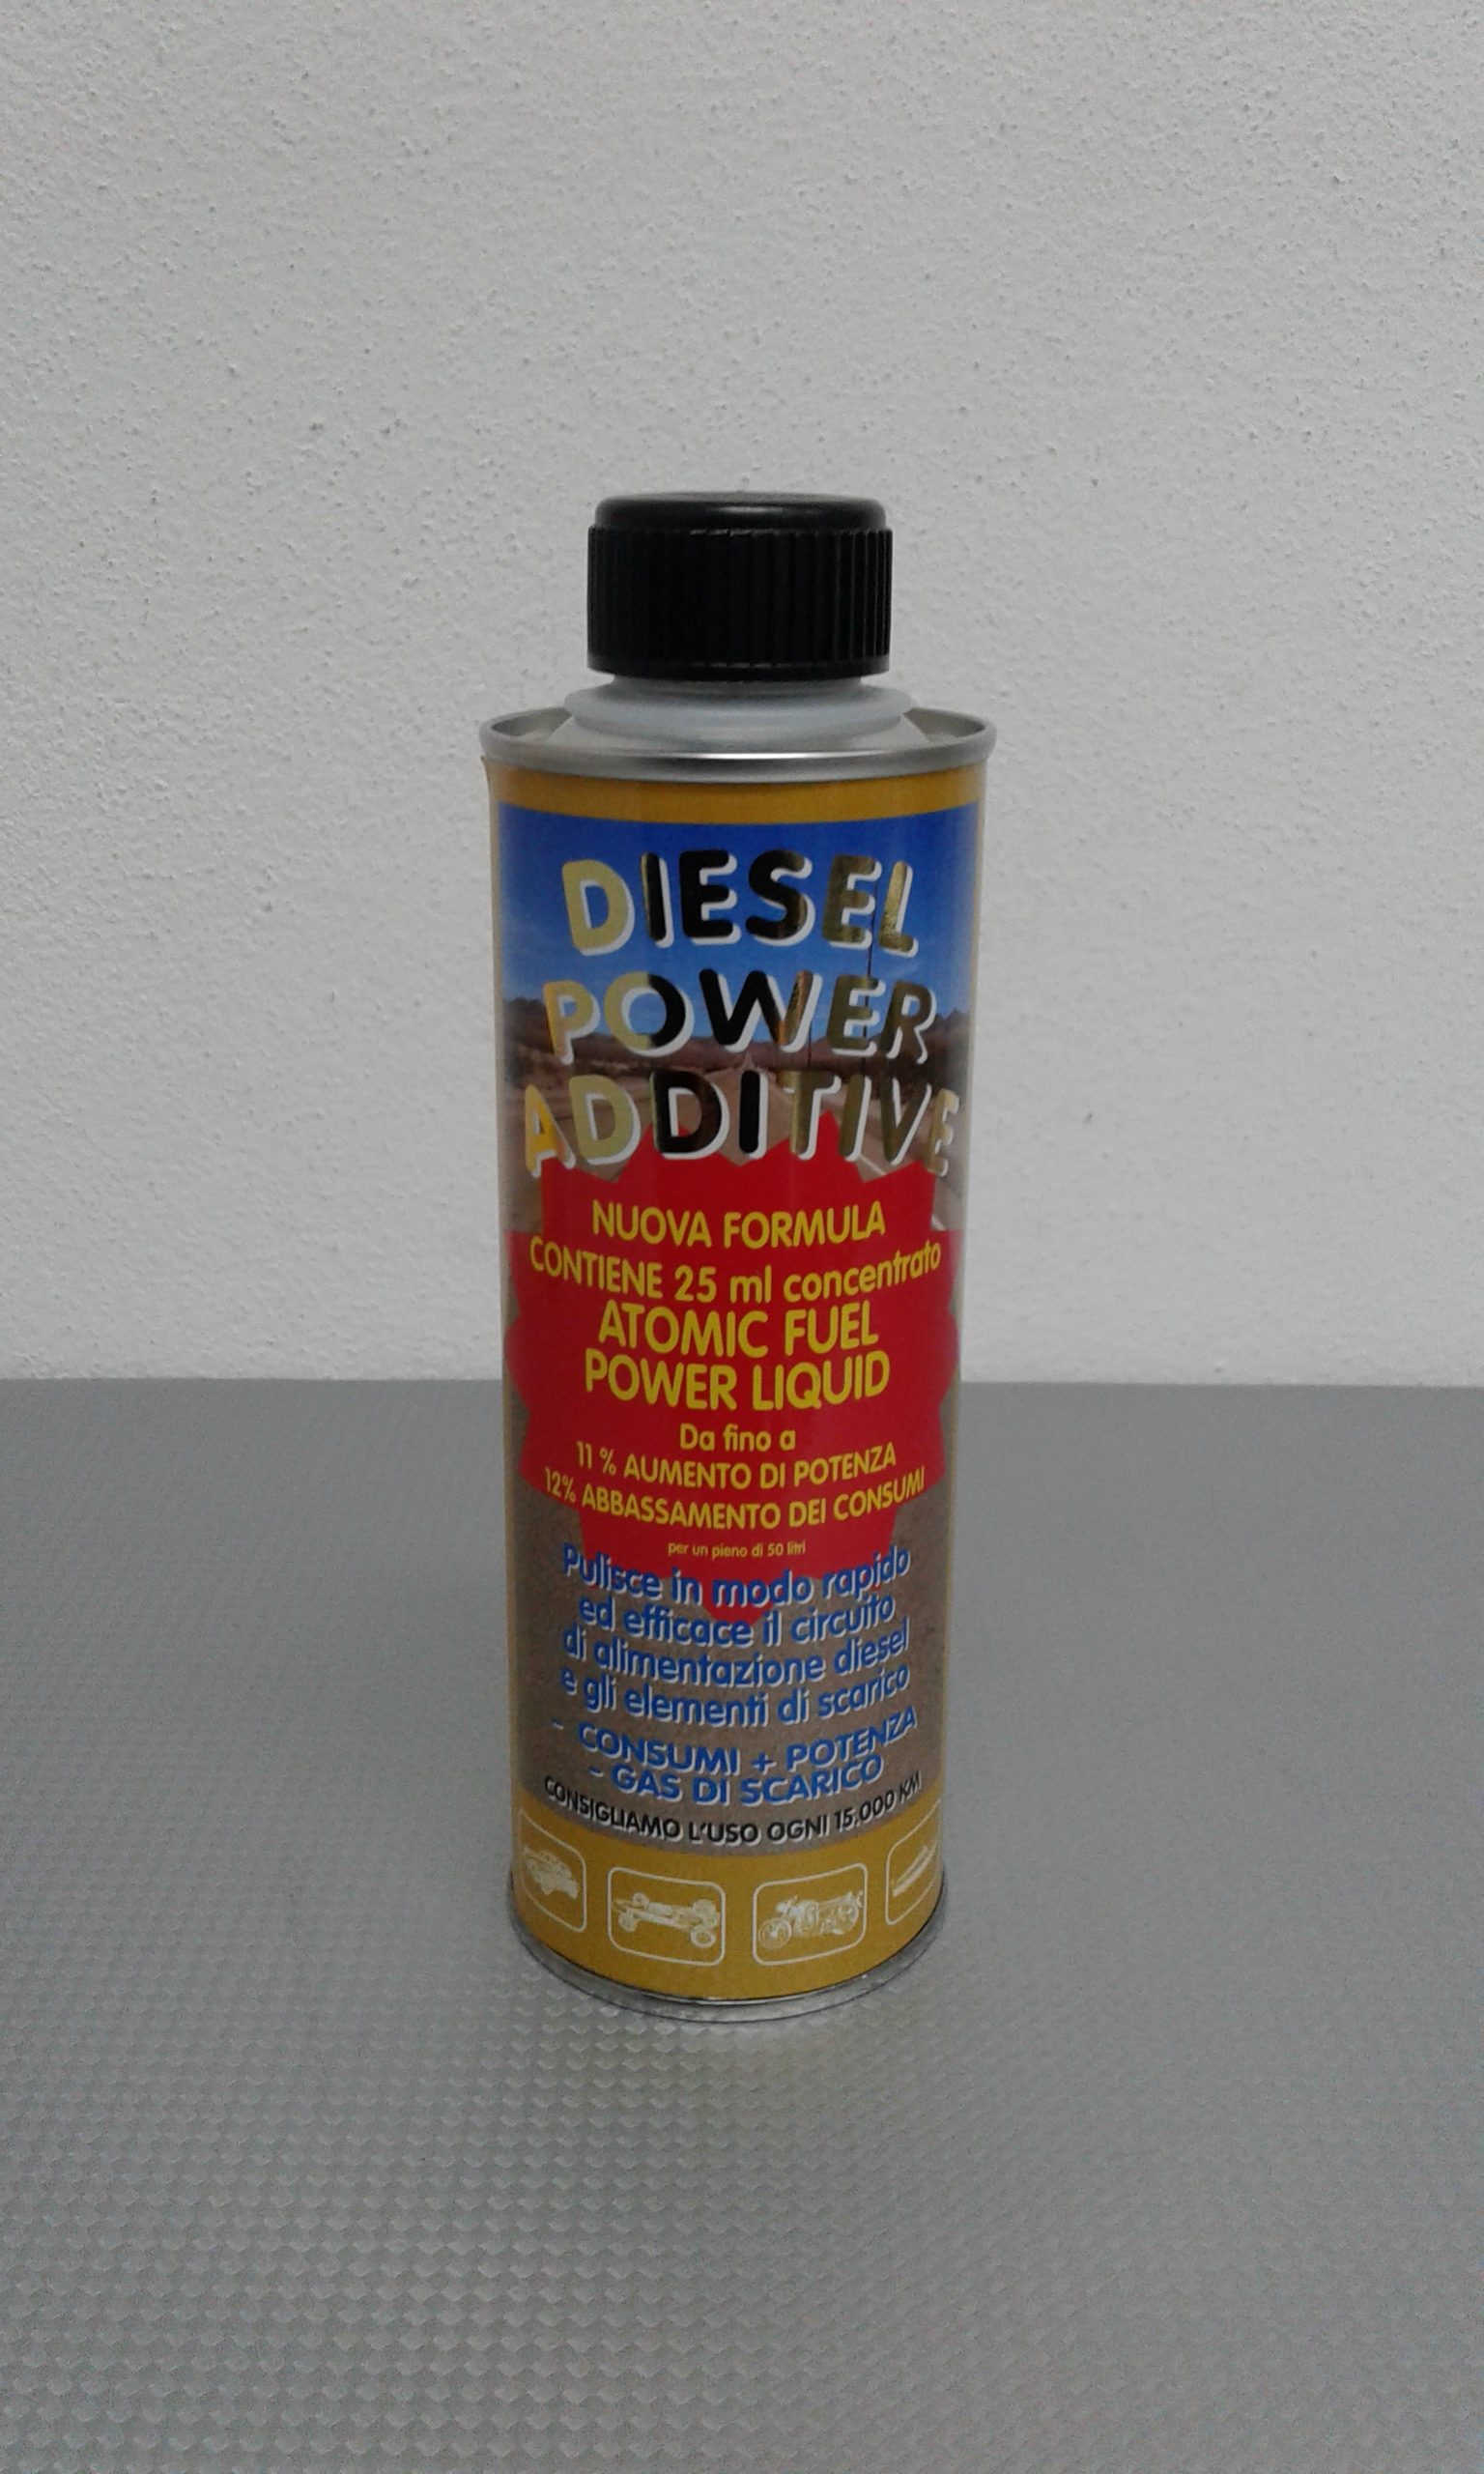 DIESEL
POWER
ADDITIVE
NUOVA FORMULA
CONTIENE 25 ml concentrato
ATOMIC FUEL
POWER LIQUID
Da fino a
11 % AUMENTO DI POTENZA
12% ABBASSAMENTO DEI CONSUMI
per un pieno di 50 litri
Pulisce in modo rapido
ed efficace il circuito
di alimentazione diesel
e gli elementi di scarico
- CONSUMI + POTENZA
- GAS DI SCARICO
CONSIGLIAMO L'USO OGNI 15.000 KM